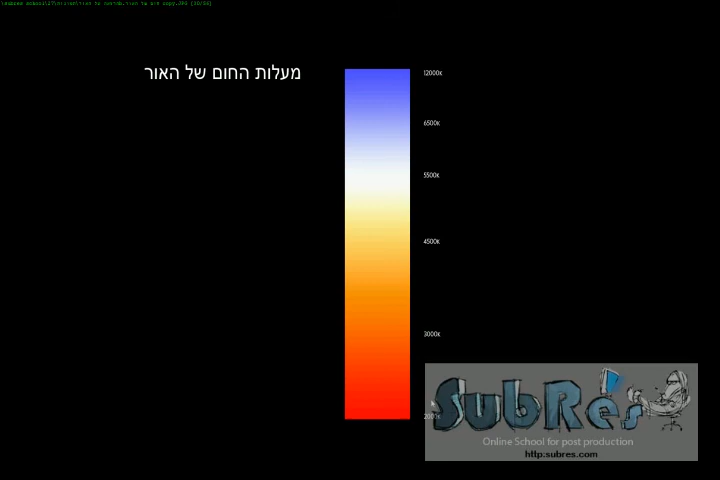 מעלות החום של האור
12000K
6500K
5500K
4500K
3000K
SubRes
Online School for post production
http:subres.com